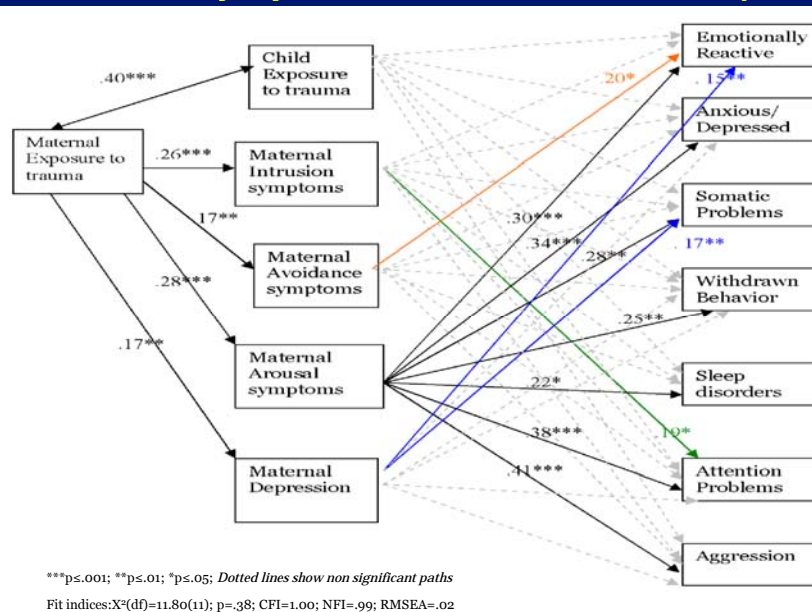 Child
Exposure
to trauma
Maternal
Exposure to
trauma
Maternal
Intrusion
symptoms
Maternal
Avoidance
symptoms
Maternal
Arousal
symptoms
Maternal
Depression
.40***
.26***
.17**
.28***
.17**
.20*
.15**
.30***
.34***
.28**
.17**
.25**
.22*
.38***
.19*
.41***
Emotionally
Reactive
Anxious/
Depressed
Somatic
Problems
Withdrawn
Behavior
Sleep
disorders
Attention
Problems
Aggression
***p≤.001; **p≤.01; *p≤.05; Dotted lines show non significant paths
Fit indices:X²(df)=11.80(11); p=.38; CFI=1.00; NFI=.99; RMSEA=.02